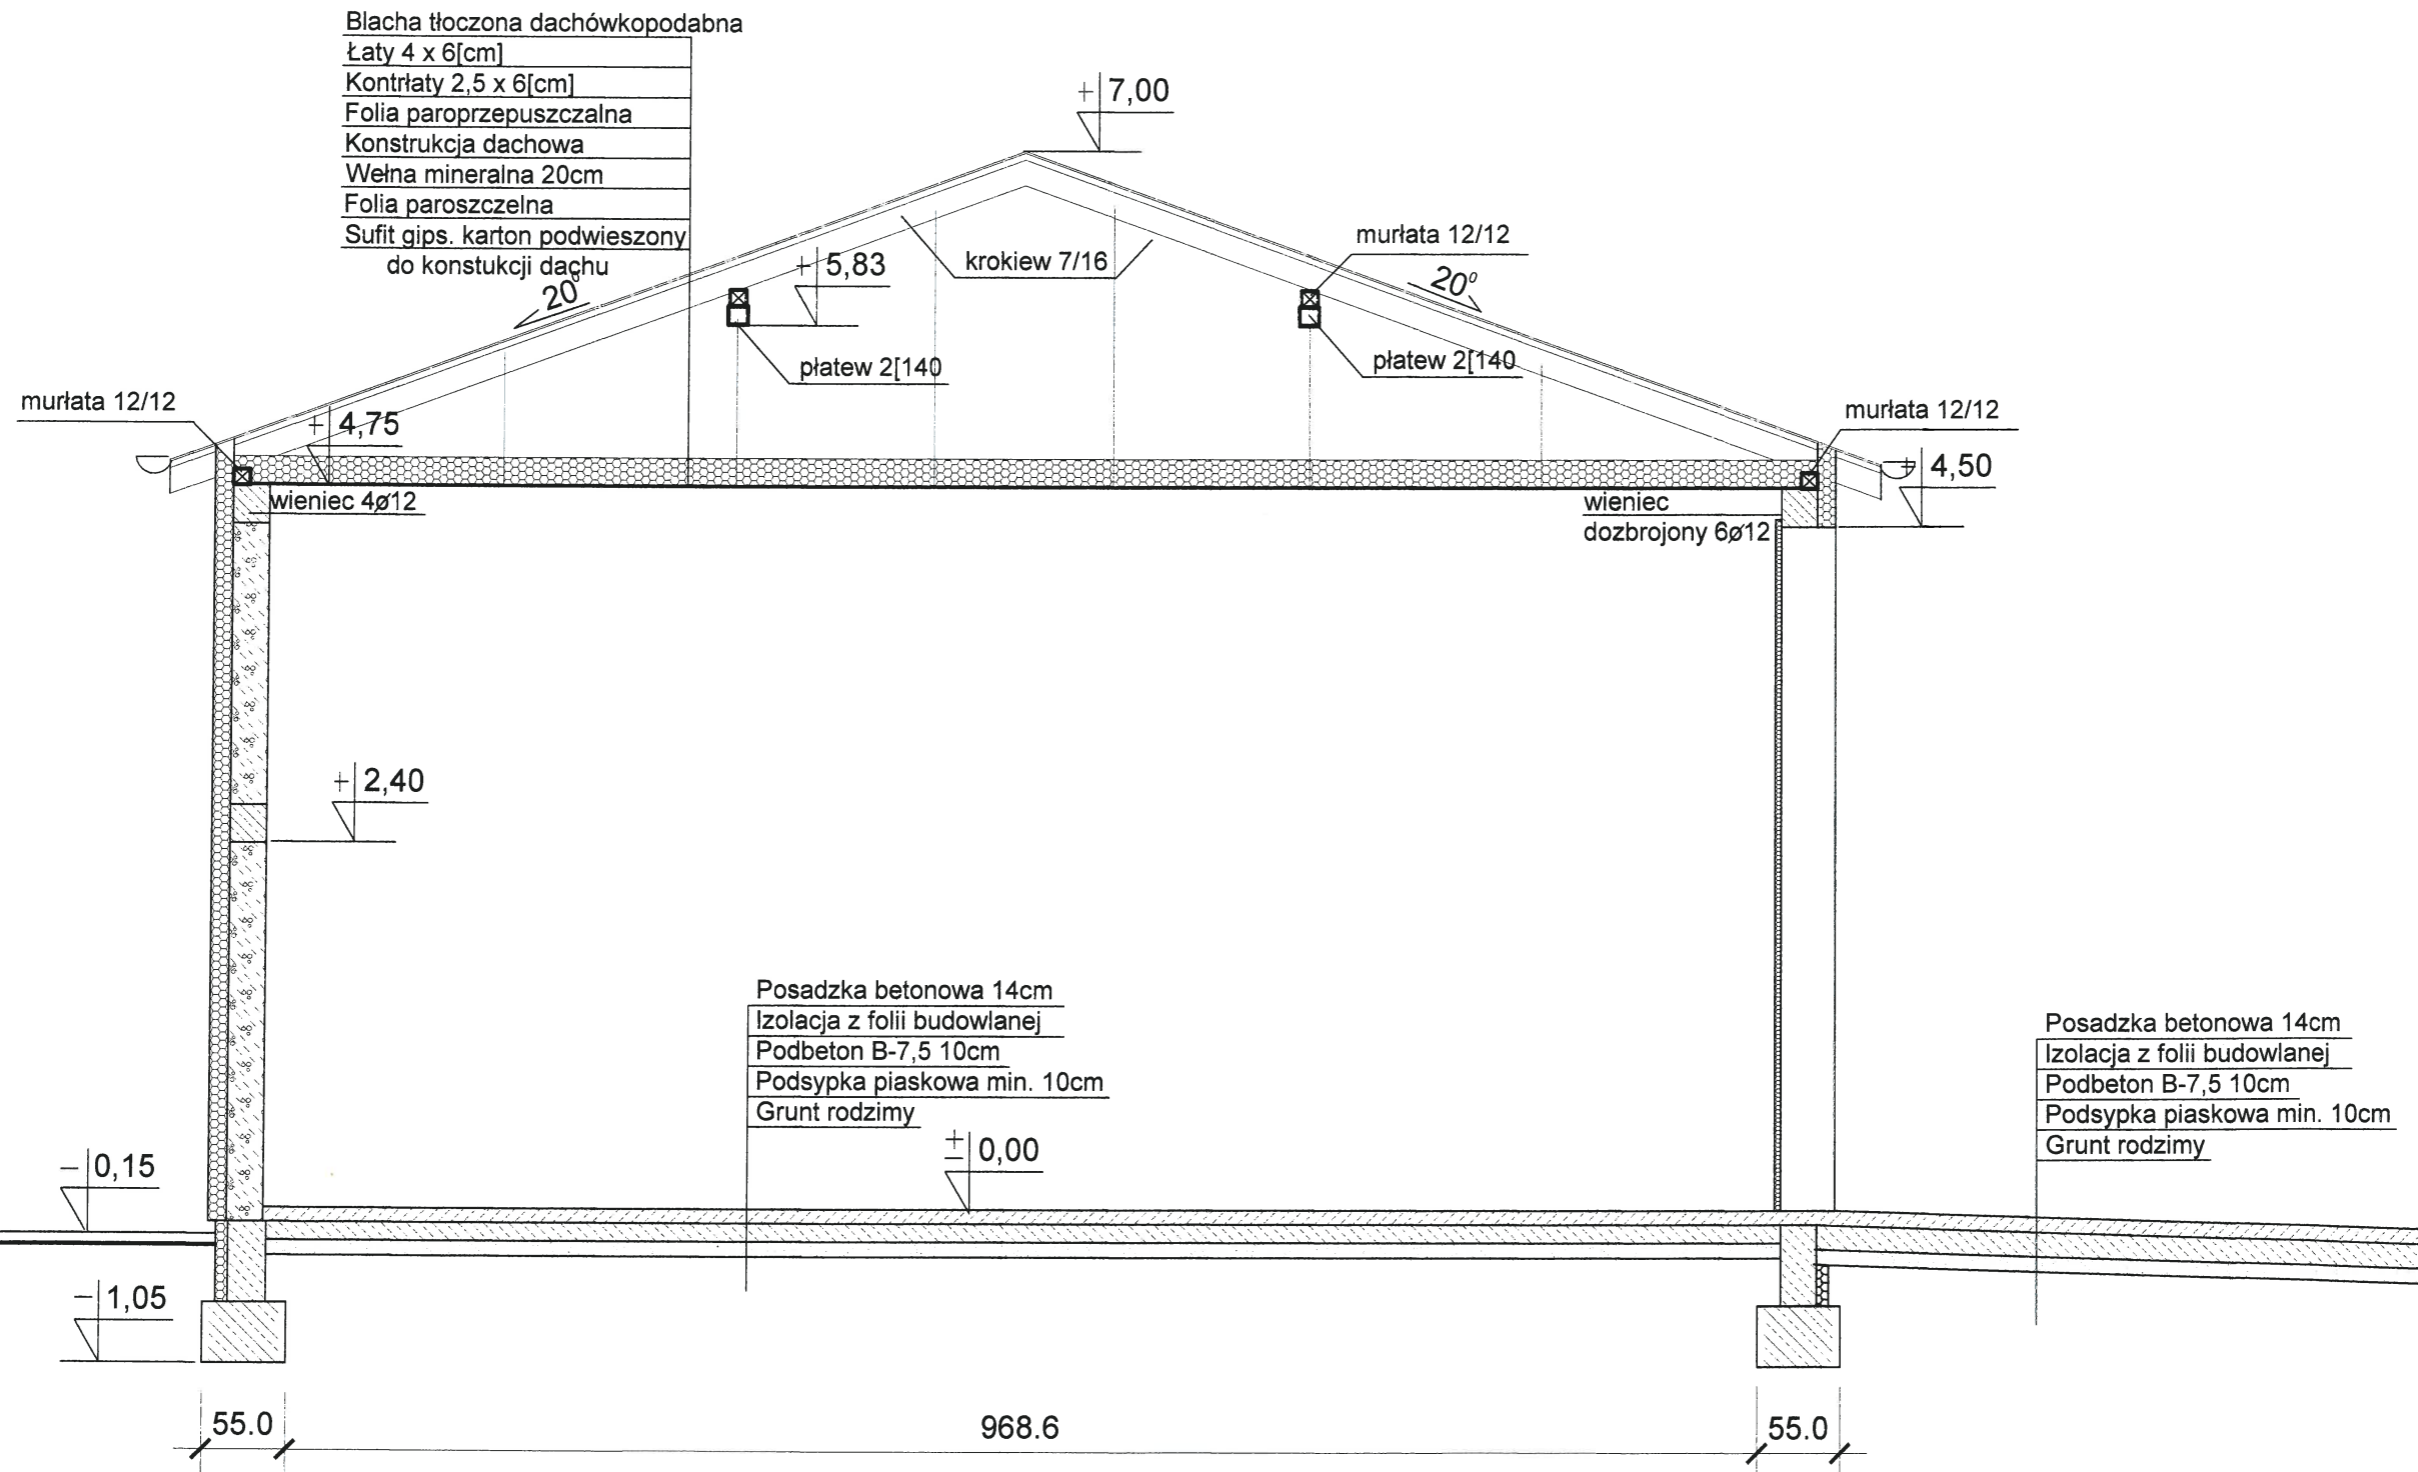 Blacha tłoczona dachówkopodabna
Łaty 4 x 6[cm]
Kontrłaty 2,5 x 6[cm]
Folia paroprzepuszczalna
Konstrukcja dachowa
Wełna mineralna 20cm
Folia paroszczelna
Sufit gips. karton podwieszony
do konstukcji dachu
+ 7,00
+ 5,83
krokiew 7/16
murłata 12/12
20⁰
20⁰
płatew 2[140
płatew 2[140
murłata 12/12
+ 4,75
murłata 12/12
+ 4,50
wieniec 4ø12
wieniec
dozbrojony 6ø12
+ 2,40
Posadzka betonowa 14cm
Izolacja z folii budowlanej
Podbeton B-7,5 10cm
Podsypka piaskowa min. 10cm
Grunt rodzimy
Posadzka betonowa 14cm
Izolacja z folii budowlanej
Podbeton B-7,5 10cm
Podsypka piaskowa min. 10cm
Grunt rodzimy
± 0,00
– 0,15
– 1,05
55.0
968.6
55.0